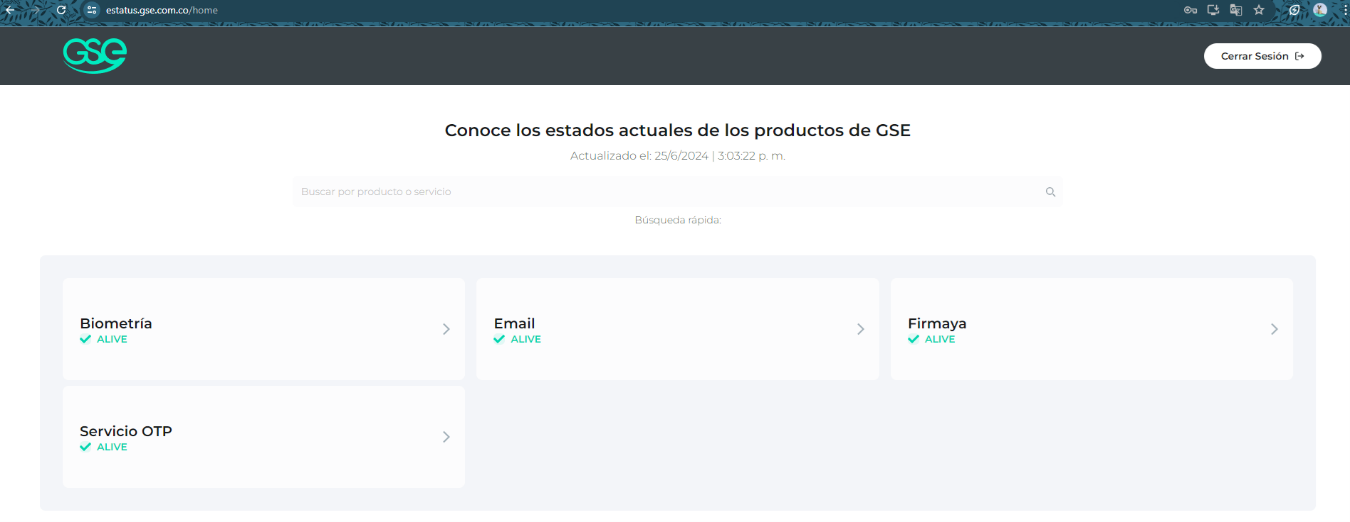 estatus.gse.com.co/home
GSE
Cerrar Sesión
Conoce los estados actuales de los productos de GSE
Actualizado el: 25/6/2024 | 3:03:22 p. m.
Buscar por producto o servicio
Búsqueda rápida:
Biometría
ALIVE
Email
ALIVE
Firmaya
ALIVE
Servicio OTP
ALIVE